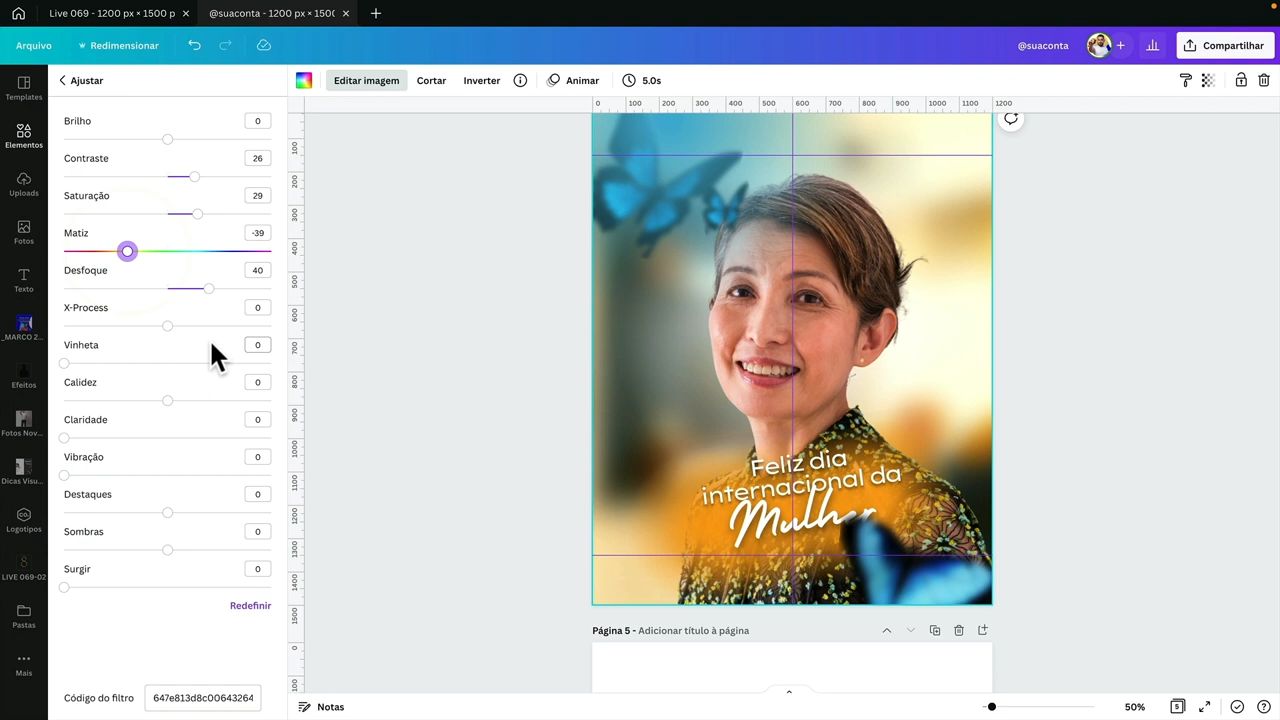 Live 069 - 1200 px × 1500 p
@suaconta - 1200 px × 1500
Arquivo
Redimensionar
@suaconta
Compartilhar
Templates
Elementos
Uploads
Fotos
Texto
_MARCO 2...
Efeitos
Fotos Nov...
Dicas Visu...
Logotipos
LIVE 069-02
Pastas
Mais
Ajustar
Brilho 0
Contraste 26
Saturação 29
Matiz -39
Desfoque 40
X-Process 0
Vinheta 0
Calidez 0
Claridade 0
Vibração 0
Destaques 0
Sombras 0
Surgir 0
Redefinir
Código do filtro 647e813d8c00643264
Editar imagem
Cortar
Inverter
Animar
5.0s
0 100 200 300 400 500 600 700 800 900 1000 1100 1200
100
200
300
400
500
600
700
800
900
1000
1100
1200
1300
1400
1500
0
100
Feliz dia
internacional da
Mulher
Página 5 - Adicionar título à página
Notas
50%
5